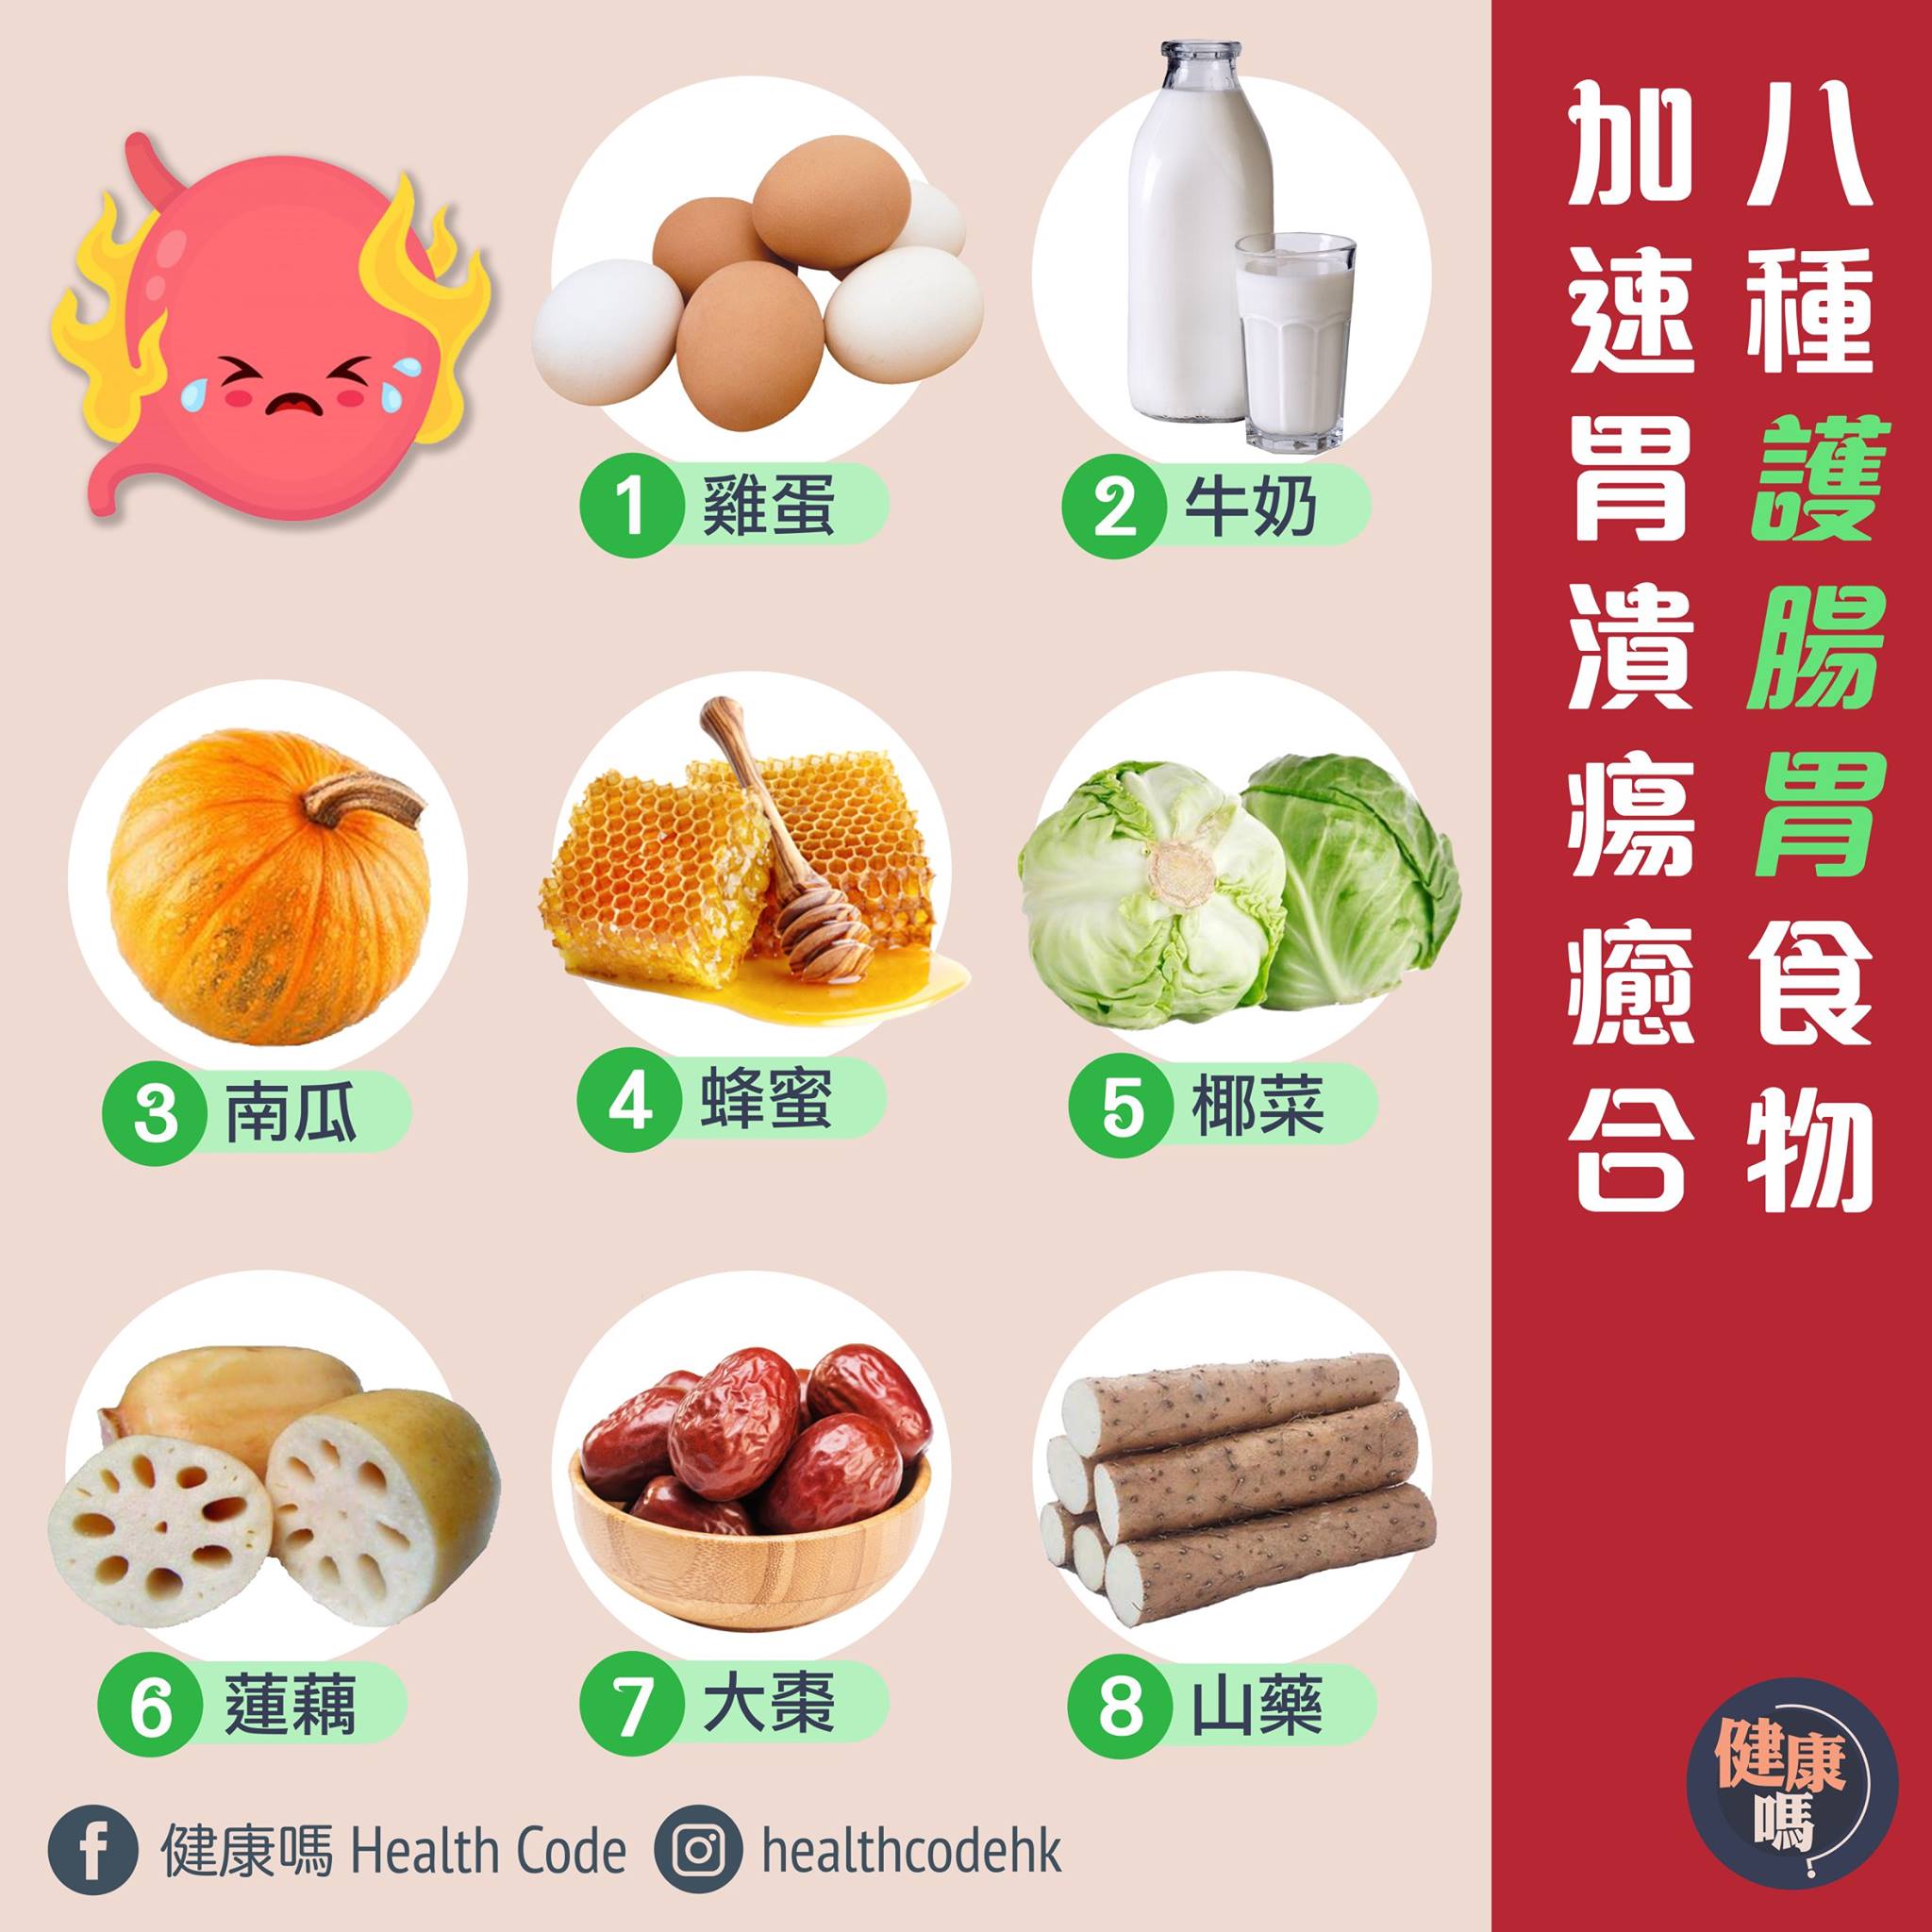 八種護腸胃食物
加速胃潰瘍癒合
1 雞蛋
2 牛奶
3 南瓜
4 蜂蜜
5 椰菜
6 蓮藕
7 大棗
8 山藥
健康嗎 Health Code
healthcodehk
健康
嗎